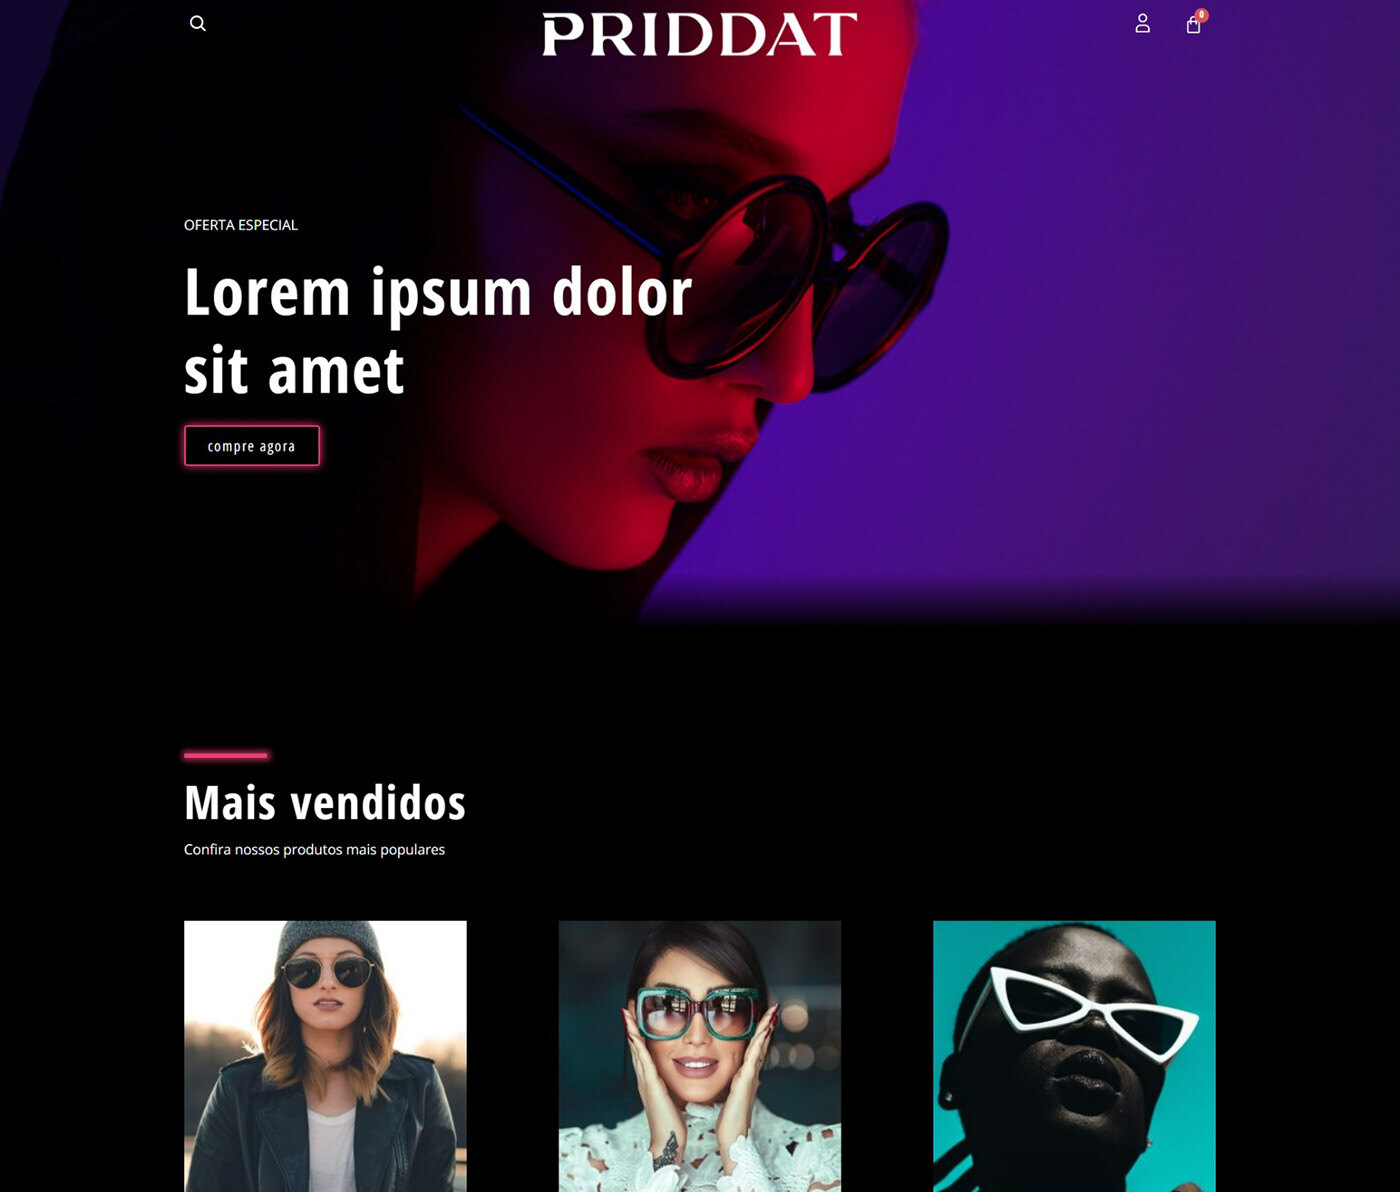 PRIDDAT
0
OFERTA ESPECIAL
Lorem ipsum dolor
sit amet
compre agora
Mais vendidos
Confira nossos produtos mais populares